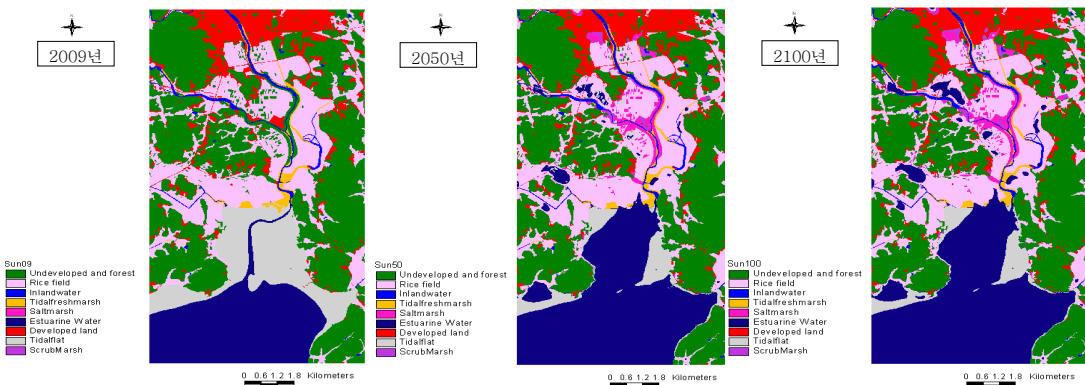 N
2009년
Sun09
Undeveloped and forest
Rice field
Inlandwater
Tidalfreshmarsh
Saltmarsh
Estuarine Water
Developed land
Tidalflat
ScrubMarsh
0 0.6 1.2 1.8 Kilometers
N
2050년
Sun50
Undeveloped and forest
Rice field
Inlandwater
Tidalfreshmarsh
Saltmarsh
Estuarine Water
Developed land
Tidalflat
ScrubMarsh
0 0.6 1.2 1.8 Kilometers
N
2100년
Sun100
Undeveloped and forest
Rice field
Inlandwater
Tidalfreshmarsh
Saltmarsh
Estuarine Water
Developed land
Tidalflat
ScrubMarsh
0 0.6 1.2 1.8 Kilometers